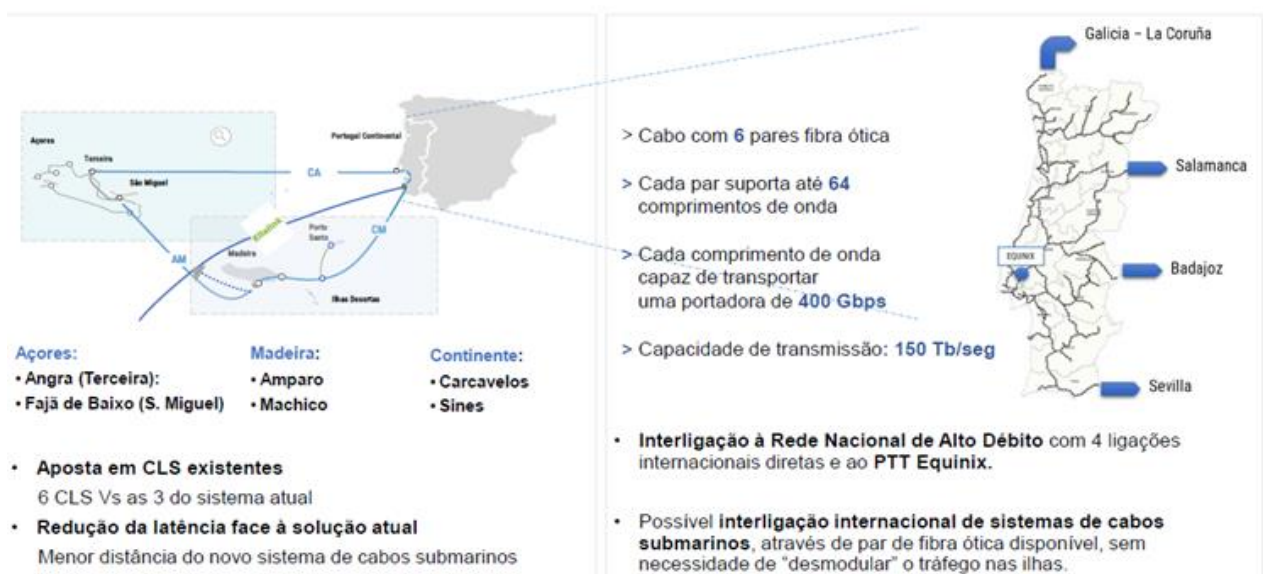 Açores
Terceira
São Miguel
Portugal Continental
CA
AM
CM
Ellalink
Porto
Santo
Madeira
Ilhas Desertas
Açores:
• Angra (Terceira):
• Fajã de Baixo (S. Miguel)
Madeira:
• Amparo
• Machico
Continente:
• Carcavelos
• Sines
• Aposta em CLS existentes
6 CLS Vs as 3 do sistema atual
• Redução da latência face à solução atual
Menor distância do novo sistema de cabos submarinos
> Cabo com 6 pares fibra ótica
> Cada par suporta até 64
comprimentos de onda
> Cada comprimento de onda
capaz de transportar
uma portadora de 400 Gbps
> Capacidade de transmissão: 150 Tb/seg
Galicia – La Coruña
Salamanca
EQUINIX
Badajoz
Sevilla
• Interligação à Rede Nacional de Alto Débito com 4 ligações
internacionais diretas e ao PTT Equinix.
• Possível interligação internacional de sistemas de cabos
submarinos, através de par de fibra ótica disponível, sem
necessidade de "desmodular" o tráfego nas ilhas.